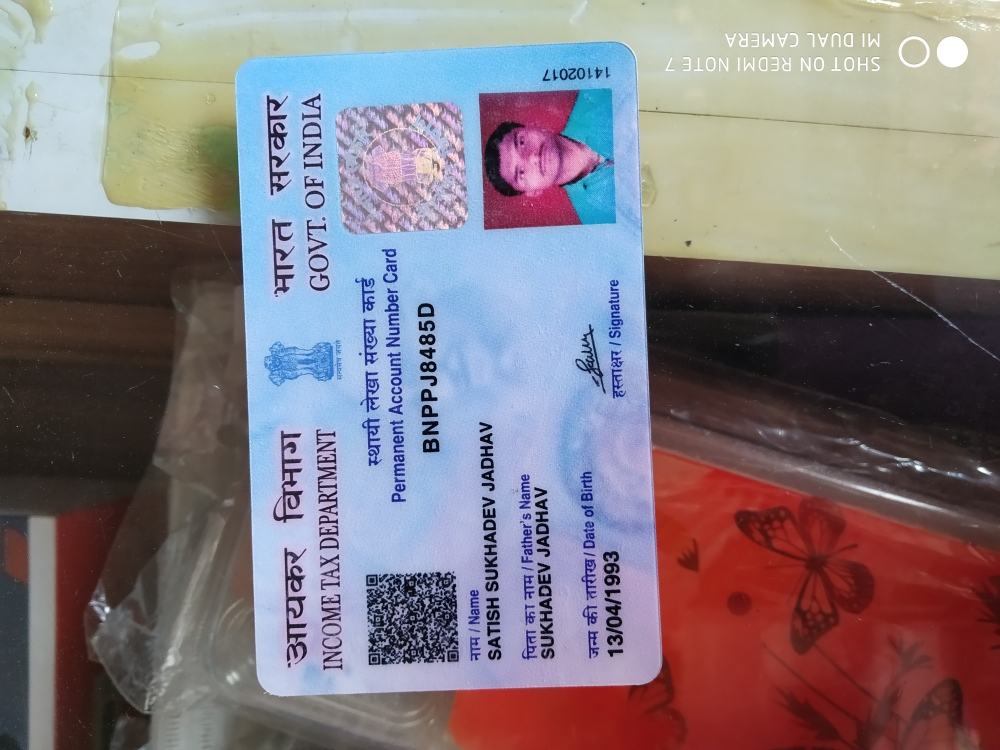 आयकर विभाग
INCOME TAX DEPARTMENT
भारत सरकार
GOVT. OF INDIA
सत्यमेव जयते
स्थायी लेखा संख्या कार्ड
Permanent Account Number Card
BNPPJ8485D
नाम / Name
SATISH SUKHADEV JADHAV
पिता का नाम / Father's Name
SUKHADEV JADHAV
जन्म की तारीख / Date of Birth
13/04/1993
हस्ताक्षर / Signature
14102017
SHOT ON REDMI NOTE 7
MI DUAL CAMERA